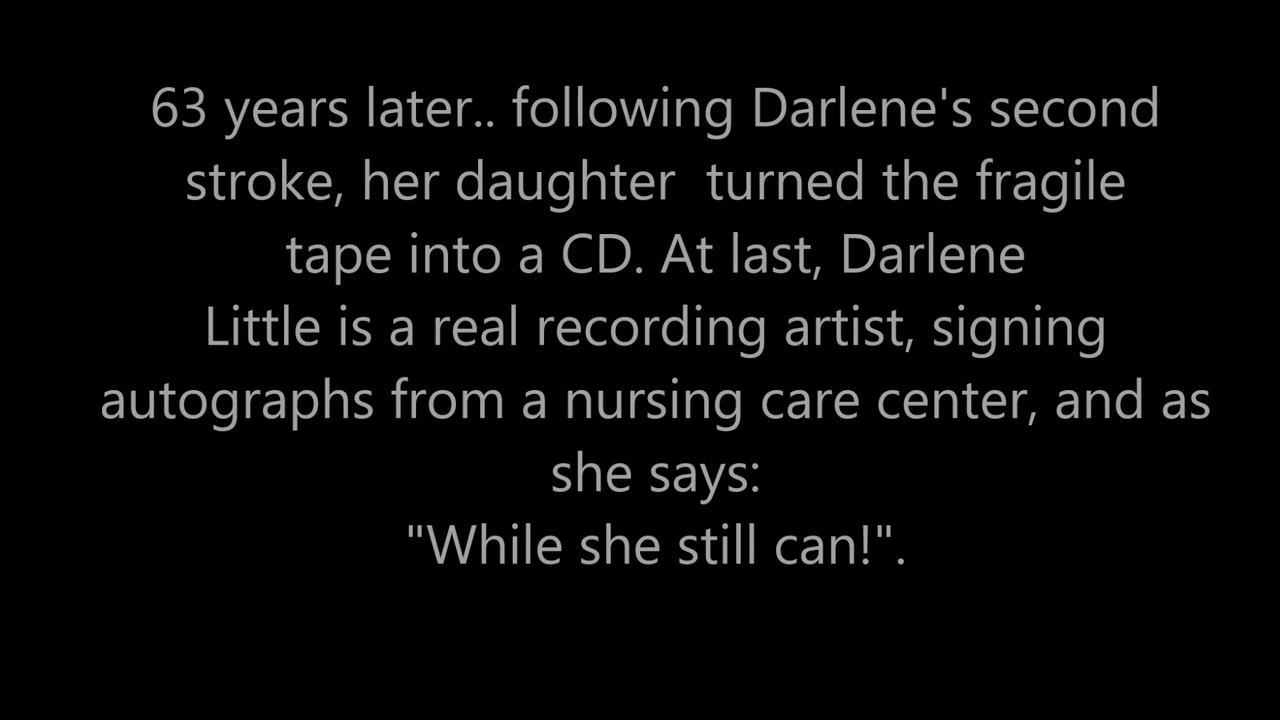 63 years later.. following Darlene's second
stroke, her daughter  turned the fragile
tape into a CD. At last, Darlene
Little is a real recording artist, signing
autographs from a nursing care center, and as
she says:
"While she still can!".